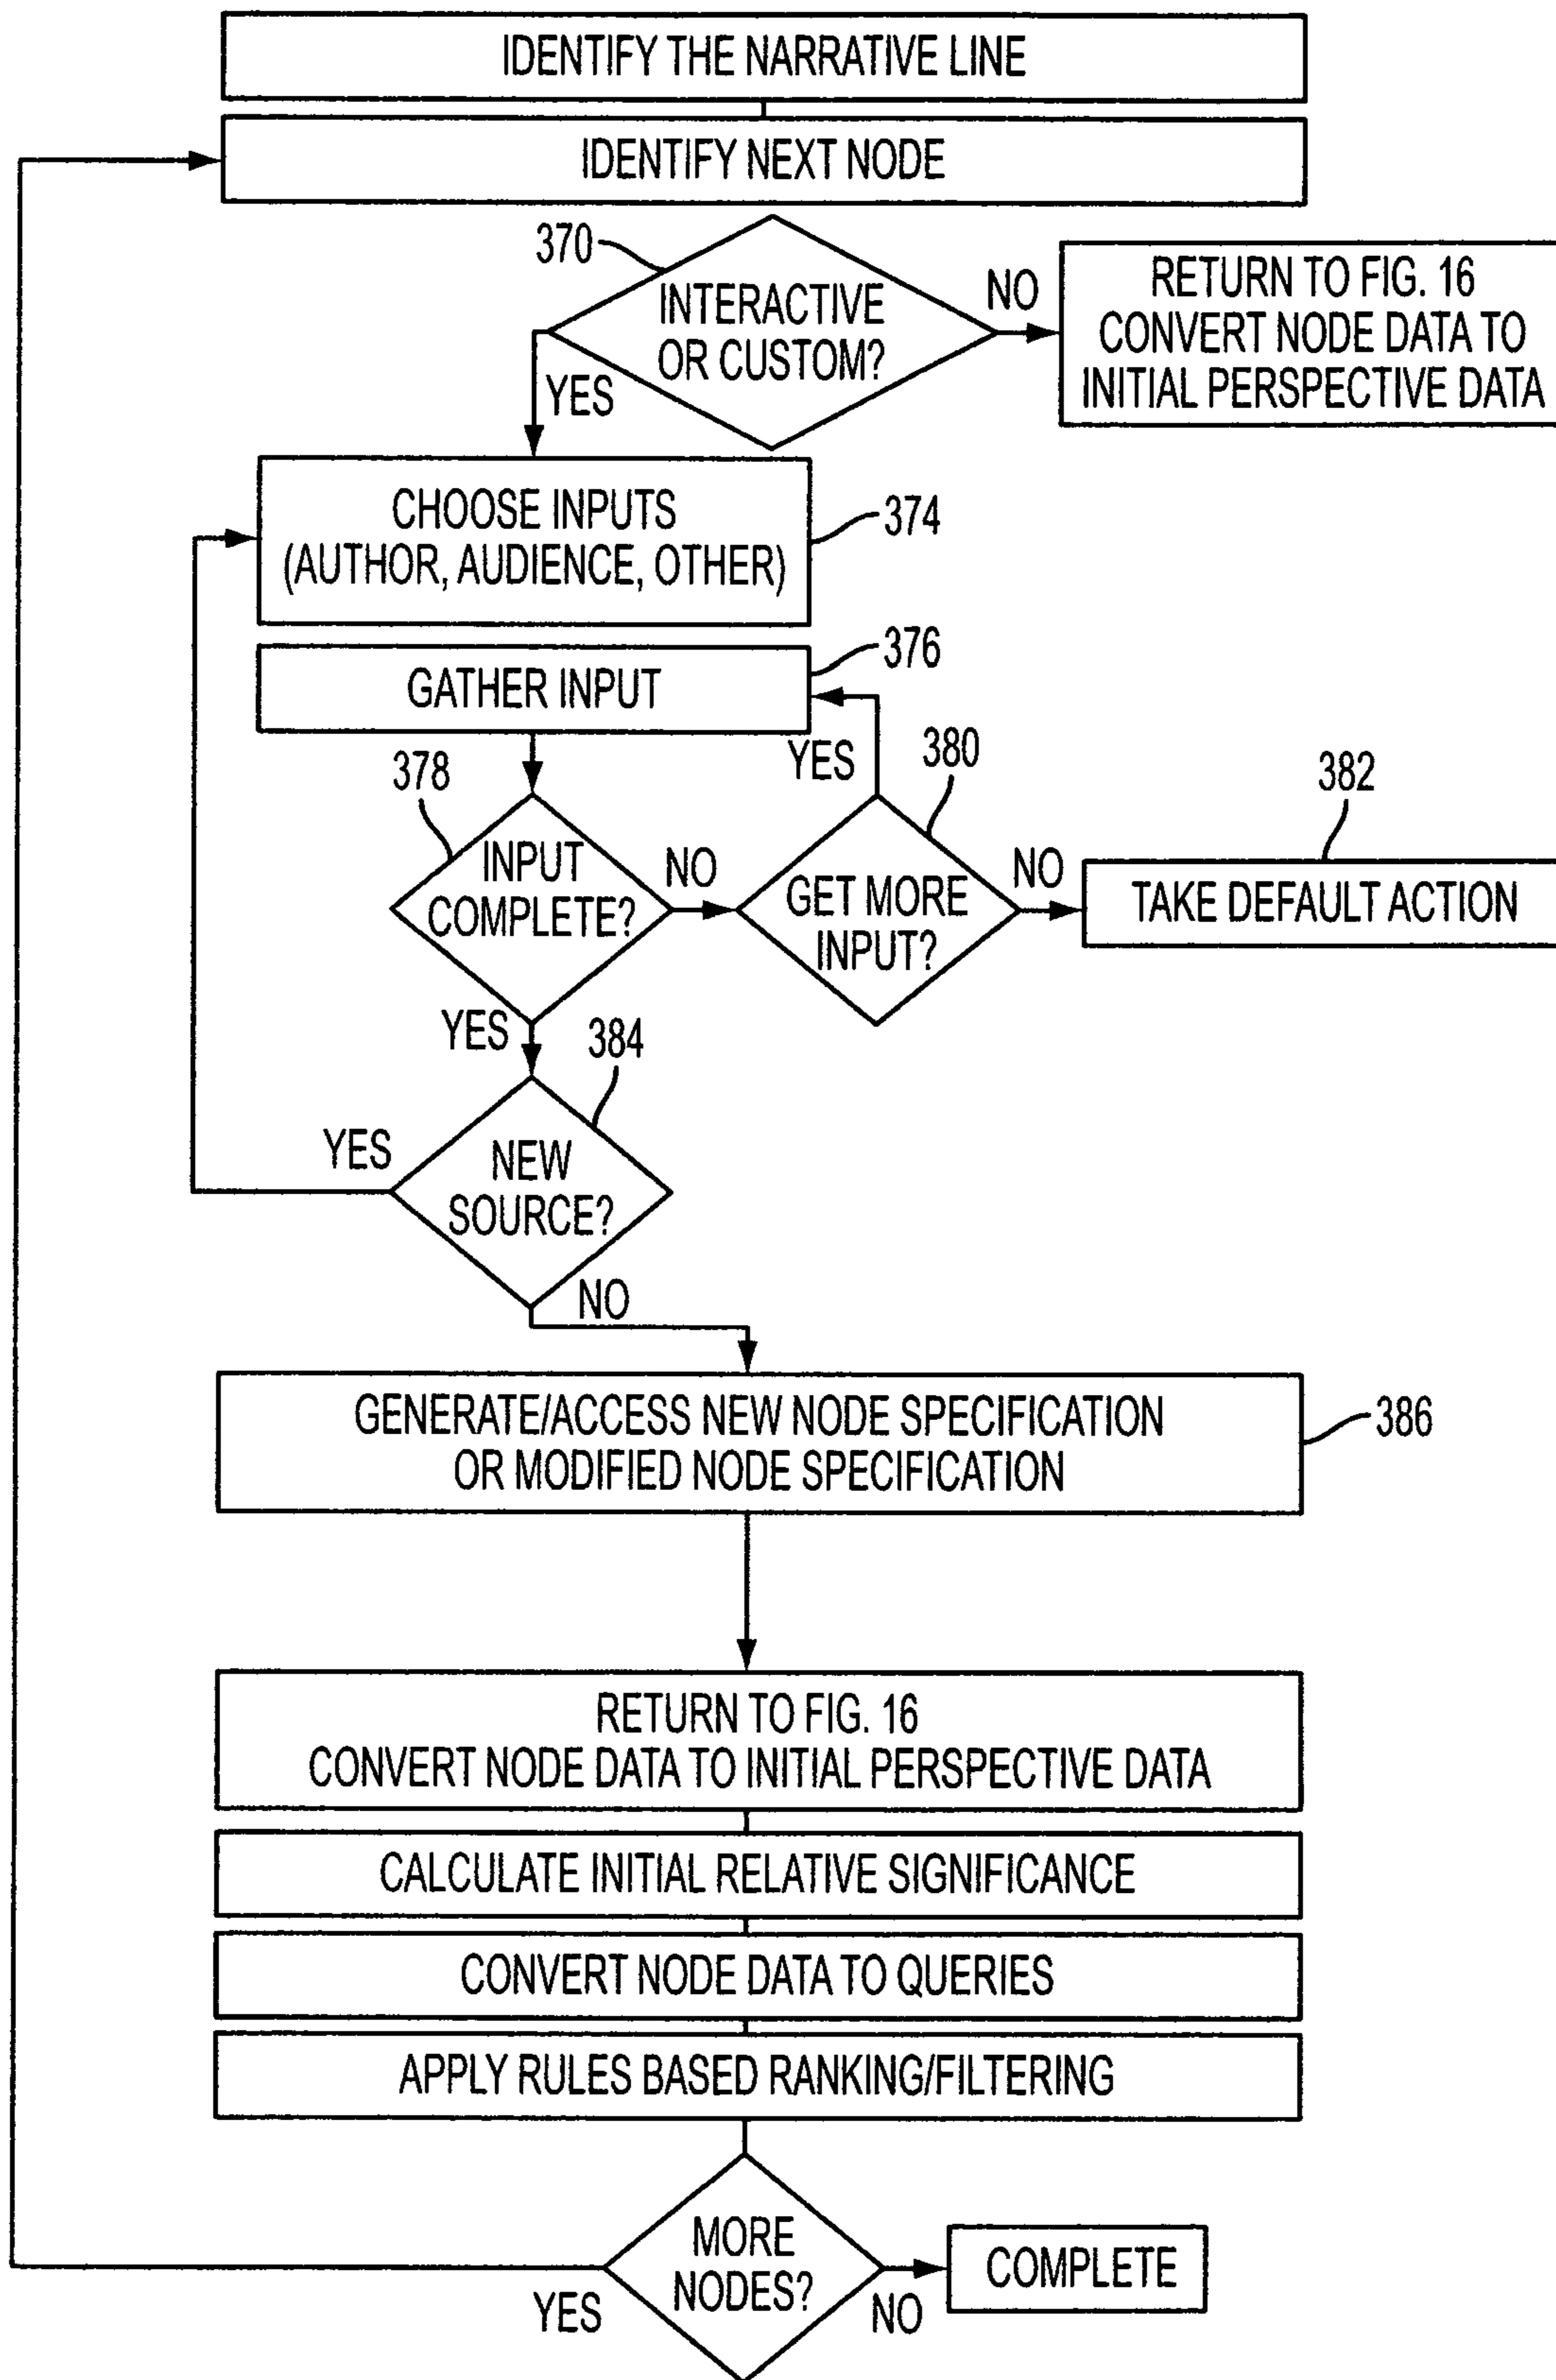 IDENTIFY THE NARRATIVE LINE
IDENTIFY NEXT NODE
370
INTERACTIVE
OR CUSTOM?
NO
RETURN TO FIG. 16
CONVERT NODE DATA TO
INITIAL PERSPECTIVE DATA
YES
CHOOSE INPUTS
(AUTHOR, AUDIENCE, OTHER)
374
GATHER INPUT
376
378
INPUT
COMPLETE?
NO
YES
380
GET MORE
INPUT?
NO
382
TAKE DEFAULT ACTION
YES
384
NEW
SOURCE?
YES
NO
GENERATE/ACCESS NEW NODE SPECIFICATION
OR MODIFIED NODE SPECIFICATION
386
RETURN TO FIG. 16
CONVERT NODE DATA TO INITIAL PERSPECTIVE DATA
CALCULATE INITIAL RELATIVE SIGNIFICANCE
CONVERT NODE DATA TO QUERIES
APPLY RULES BASED RANKING/FILTERING
MORE
NODES?
YES
NO
COMPLETE